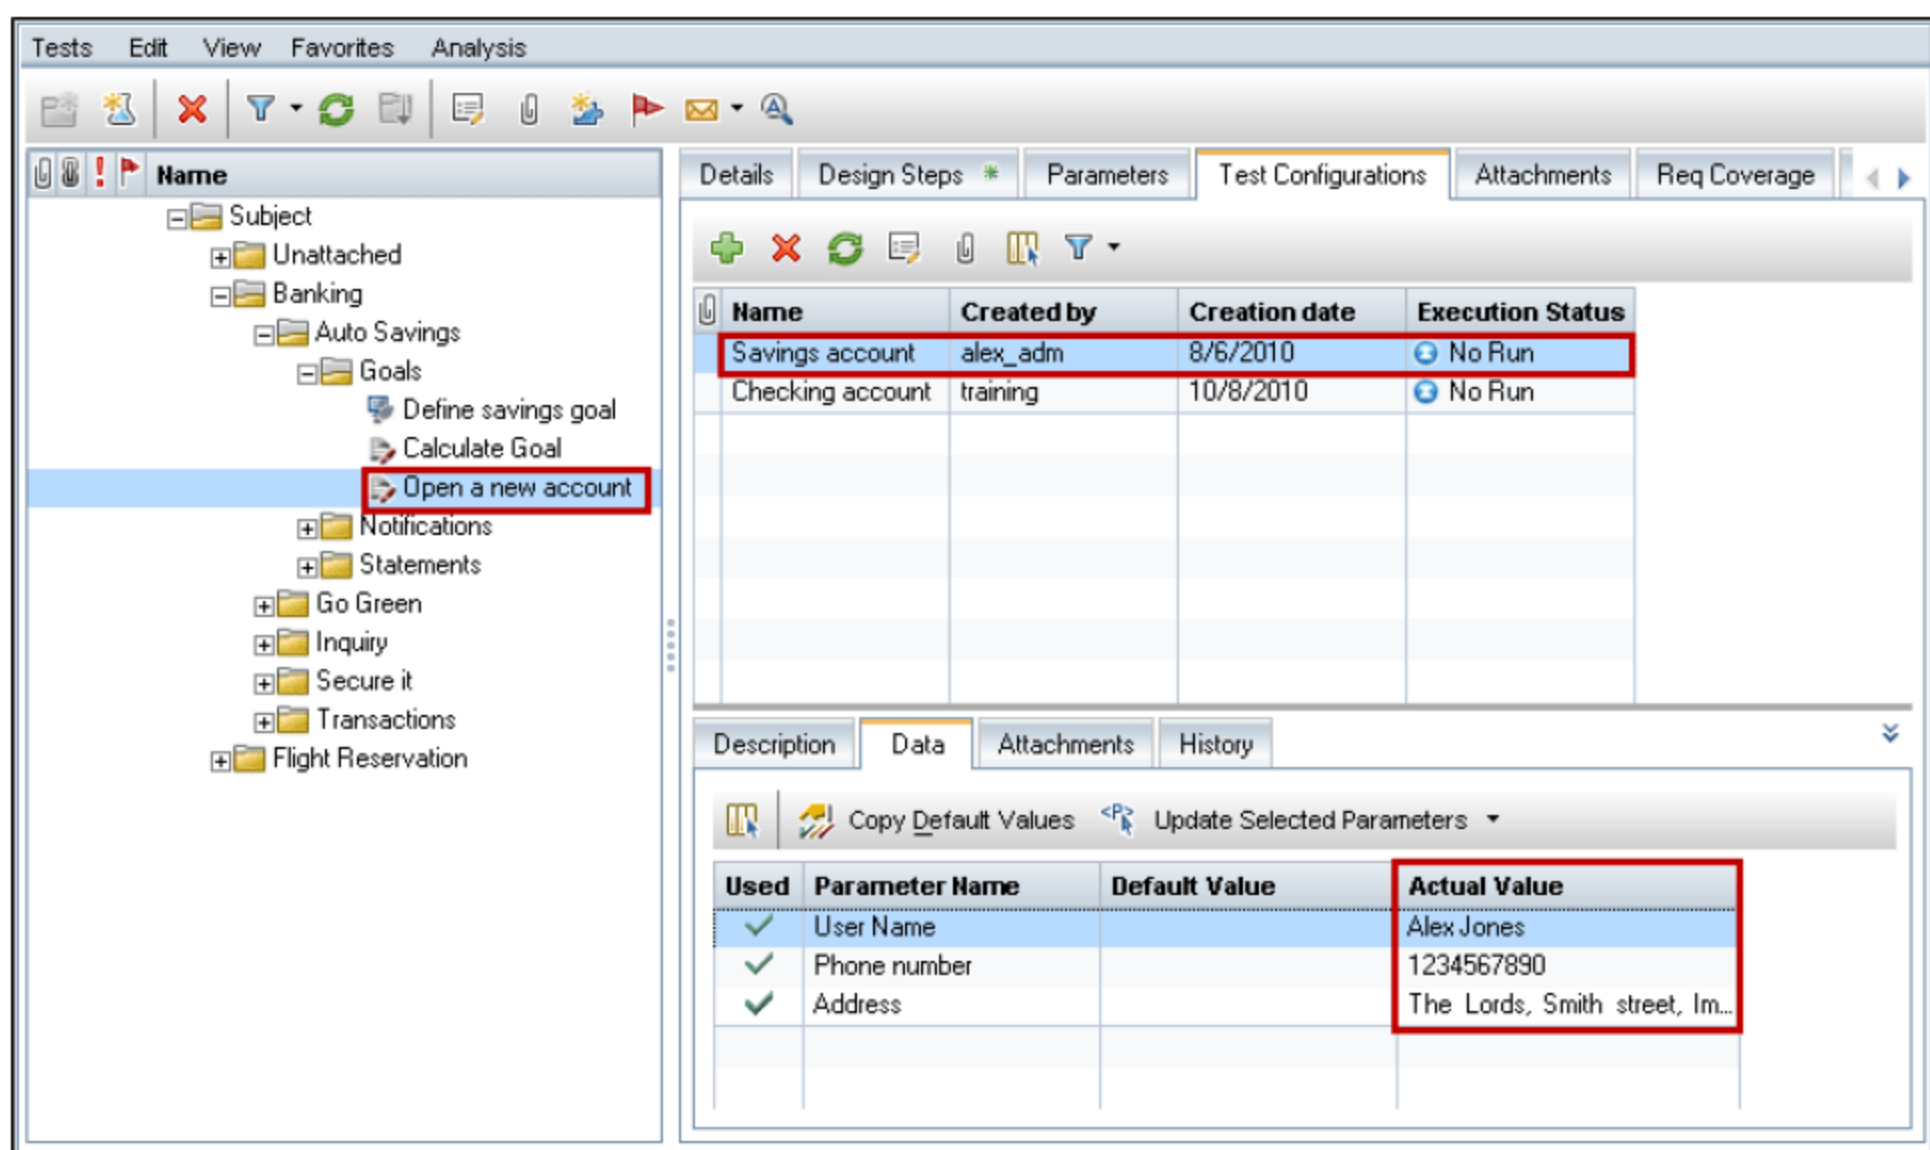 Tests Edit View Favorites Analysis
Name
Subject
Unattached
Banking
Auto Savings
Goals
Define savings goal
Calculate Goal
Open a new account
Notifications
Statements
Go Green
Inquiry
Secure it
Transactions
Flight Reservation
Details Design Steps * Parameters Test Configurations Attachments Req Coverage
Name Created by Creation date Execution Status
Savings account alex_adm 8/6/2010 No Run
Checking account training 10/8/2010 No Run
Description Data Attachments History
Copy Default Values <P> Update Selected Parameters
Used Parameter Name Default Value Actual Value
User Name Alex Jones
Phone number 1234567890
Address The Lords, Smith street, Im...